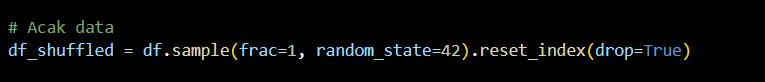 # Acak data
df_shuffled = df.sample(frac=1, random_state=42).reset_index(drop=True)